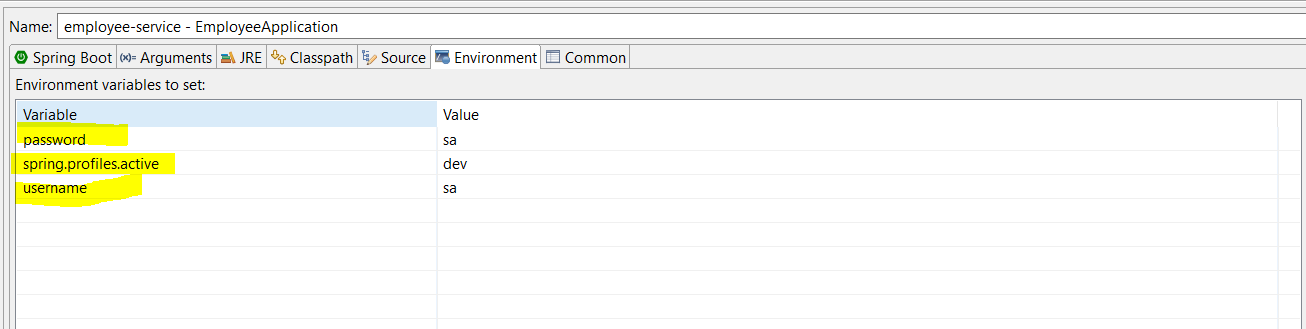 Name: employee-service - EmployeeApplication
Spring Boot (x)= Arguments JRE Classpath Source Environment Common
Environment variables to set:
Variable Value
password sa
spring.profiles.active dev
username sa